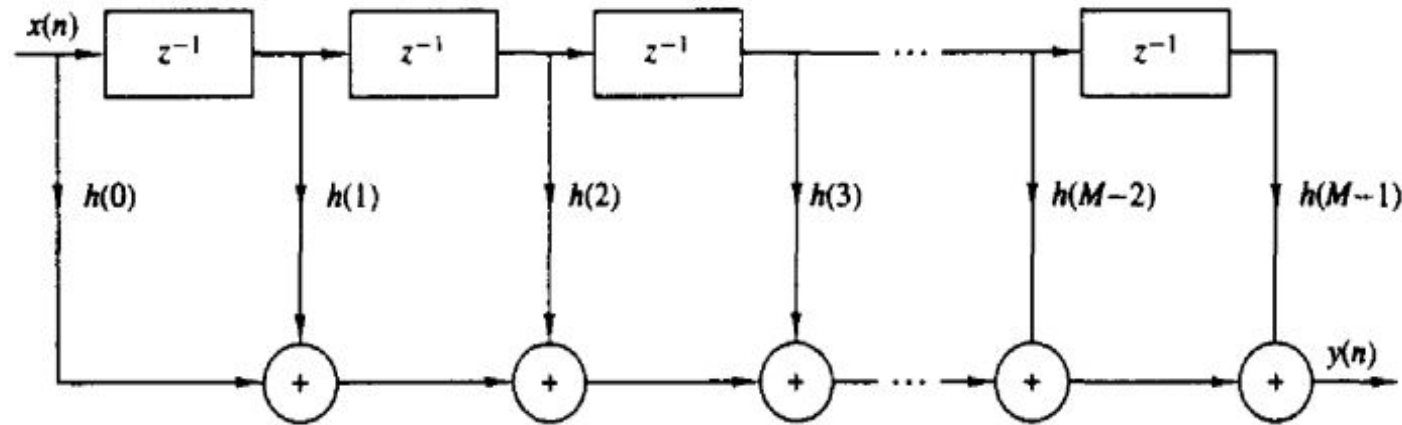 x(n) z⁻¹ z⁻¹ z⁻¹ ... z⁻¹
h(0) h(1) h(2) h(3) h(M-2) h(M-1)
+ + + ... + + y(n)